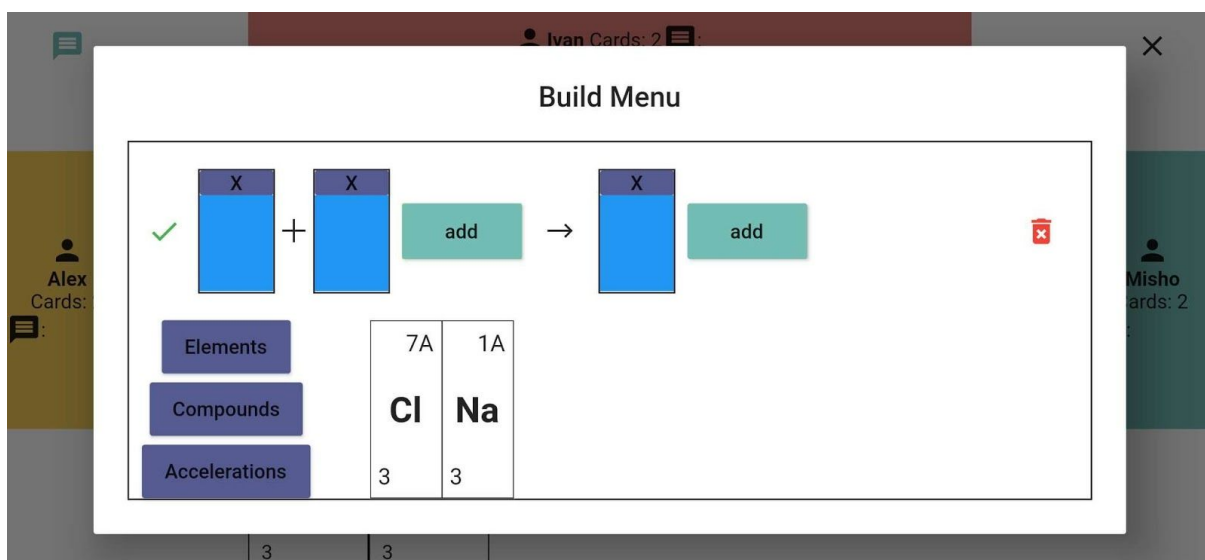 Ivan Cards: 2 :
Build Menu
X X X
+ add → add
Alex
Cards:
:
Misho
ards: 2
:
Elements
Compounds
Accelerations
7A 1A
Cl Na
3 3
3 3